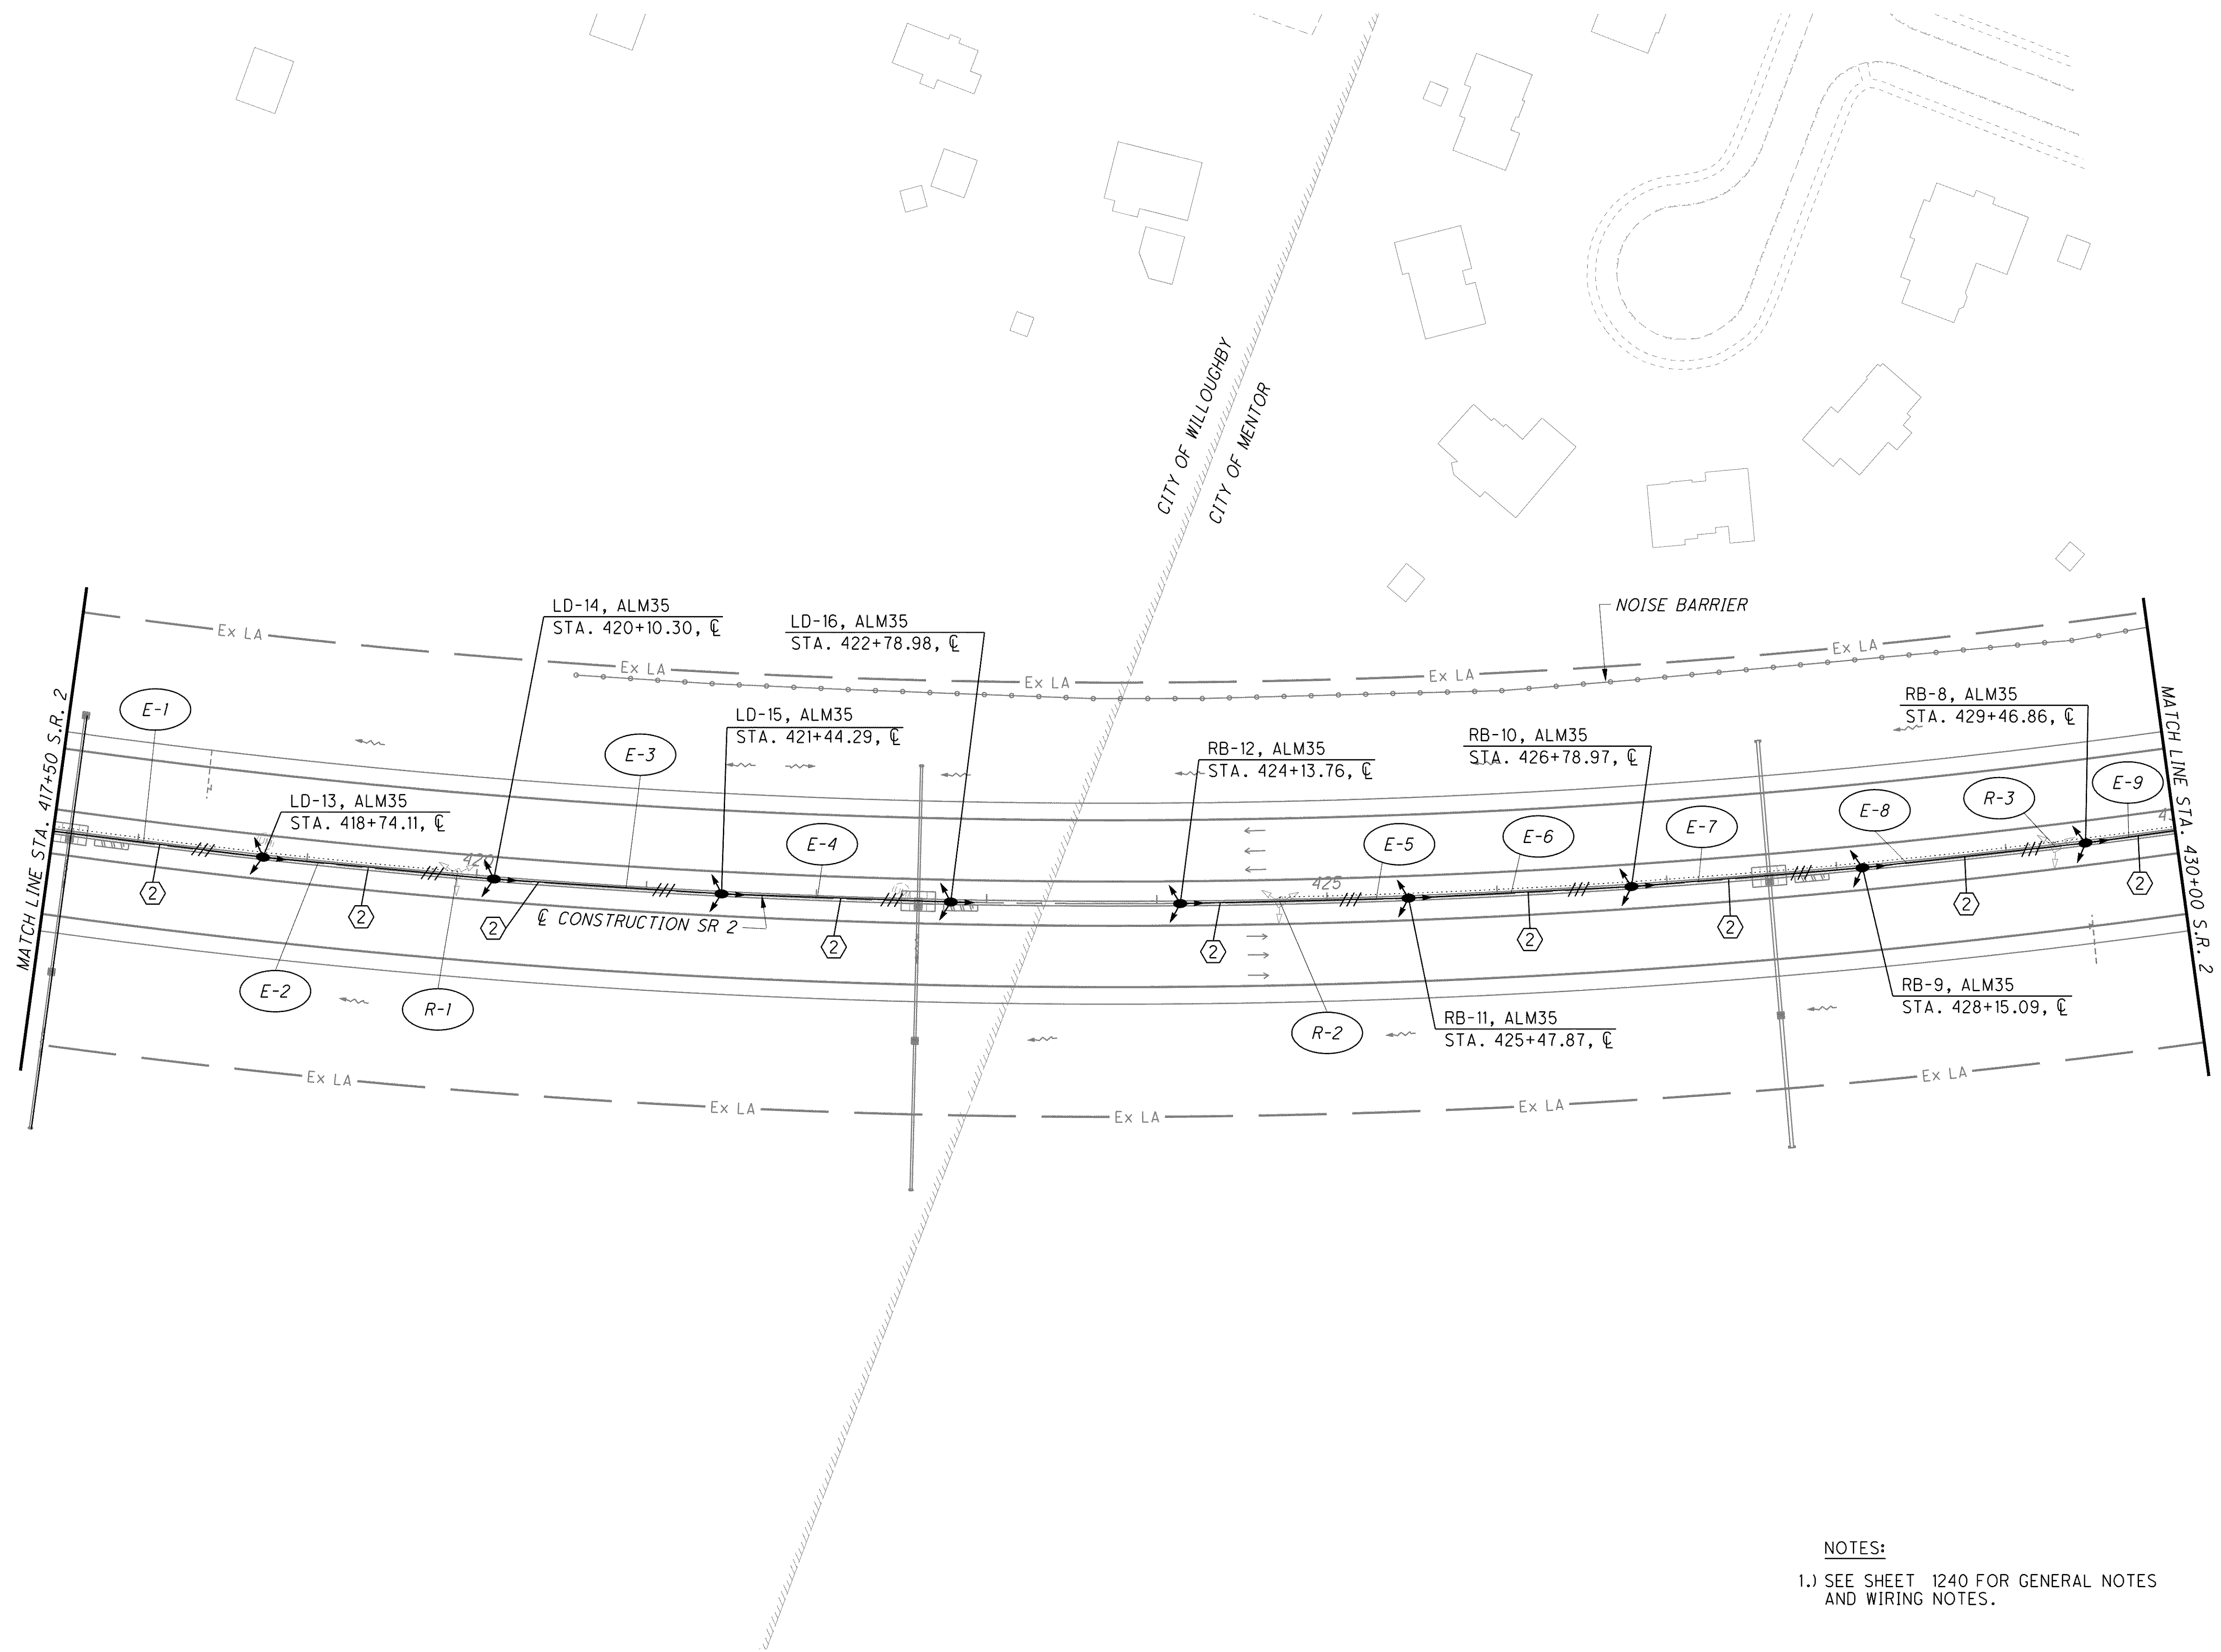 CITY OF WILLOUGHBY
CITY OF MENTOR
LD-14, ALM35
STA. 420+10.30, ℄
LD-16, ALM35
STA. 422+78.98, ℄
NOISE BARRIER
Ex LA
Ex LA
Ex LA
Ex LA
Ex LA
MATCH LINE STA. 417+50 S.R. 2
MATCH LINE STA. 430+00 S.R. 2
E-1
E-3
LD-15, ALM35
STA. 421+44.29, ℄
RB-12, ALM35
STA. 424+13.76, ℄
RB-10, ALM35
STA. 426+78.97, ℄
RB-8, ALM35
STA. 429+46.86, ℄
LD-13, ALM35
STA. 418+74.11, ℄
E-4
E-5
E-6
E-7
E-8
R-3
E-9
420
425
2
2
2
2
2
2
2
2
2
℄ CONSTRUCTION SR 2
E-2
R-1
R-2
RB-11, ALM35
STA. 425+47.87, ℄
RB-9, ALM35
STA. 428+15.09, ℄
Ex LA
Ex LA
Ex LA
Ex LA
Ex LA
NOTES:
1.) SEE SHEET 1240 FOR GENERAL NOTES
AND WIRING NOTES.